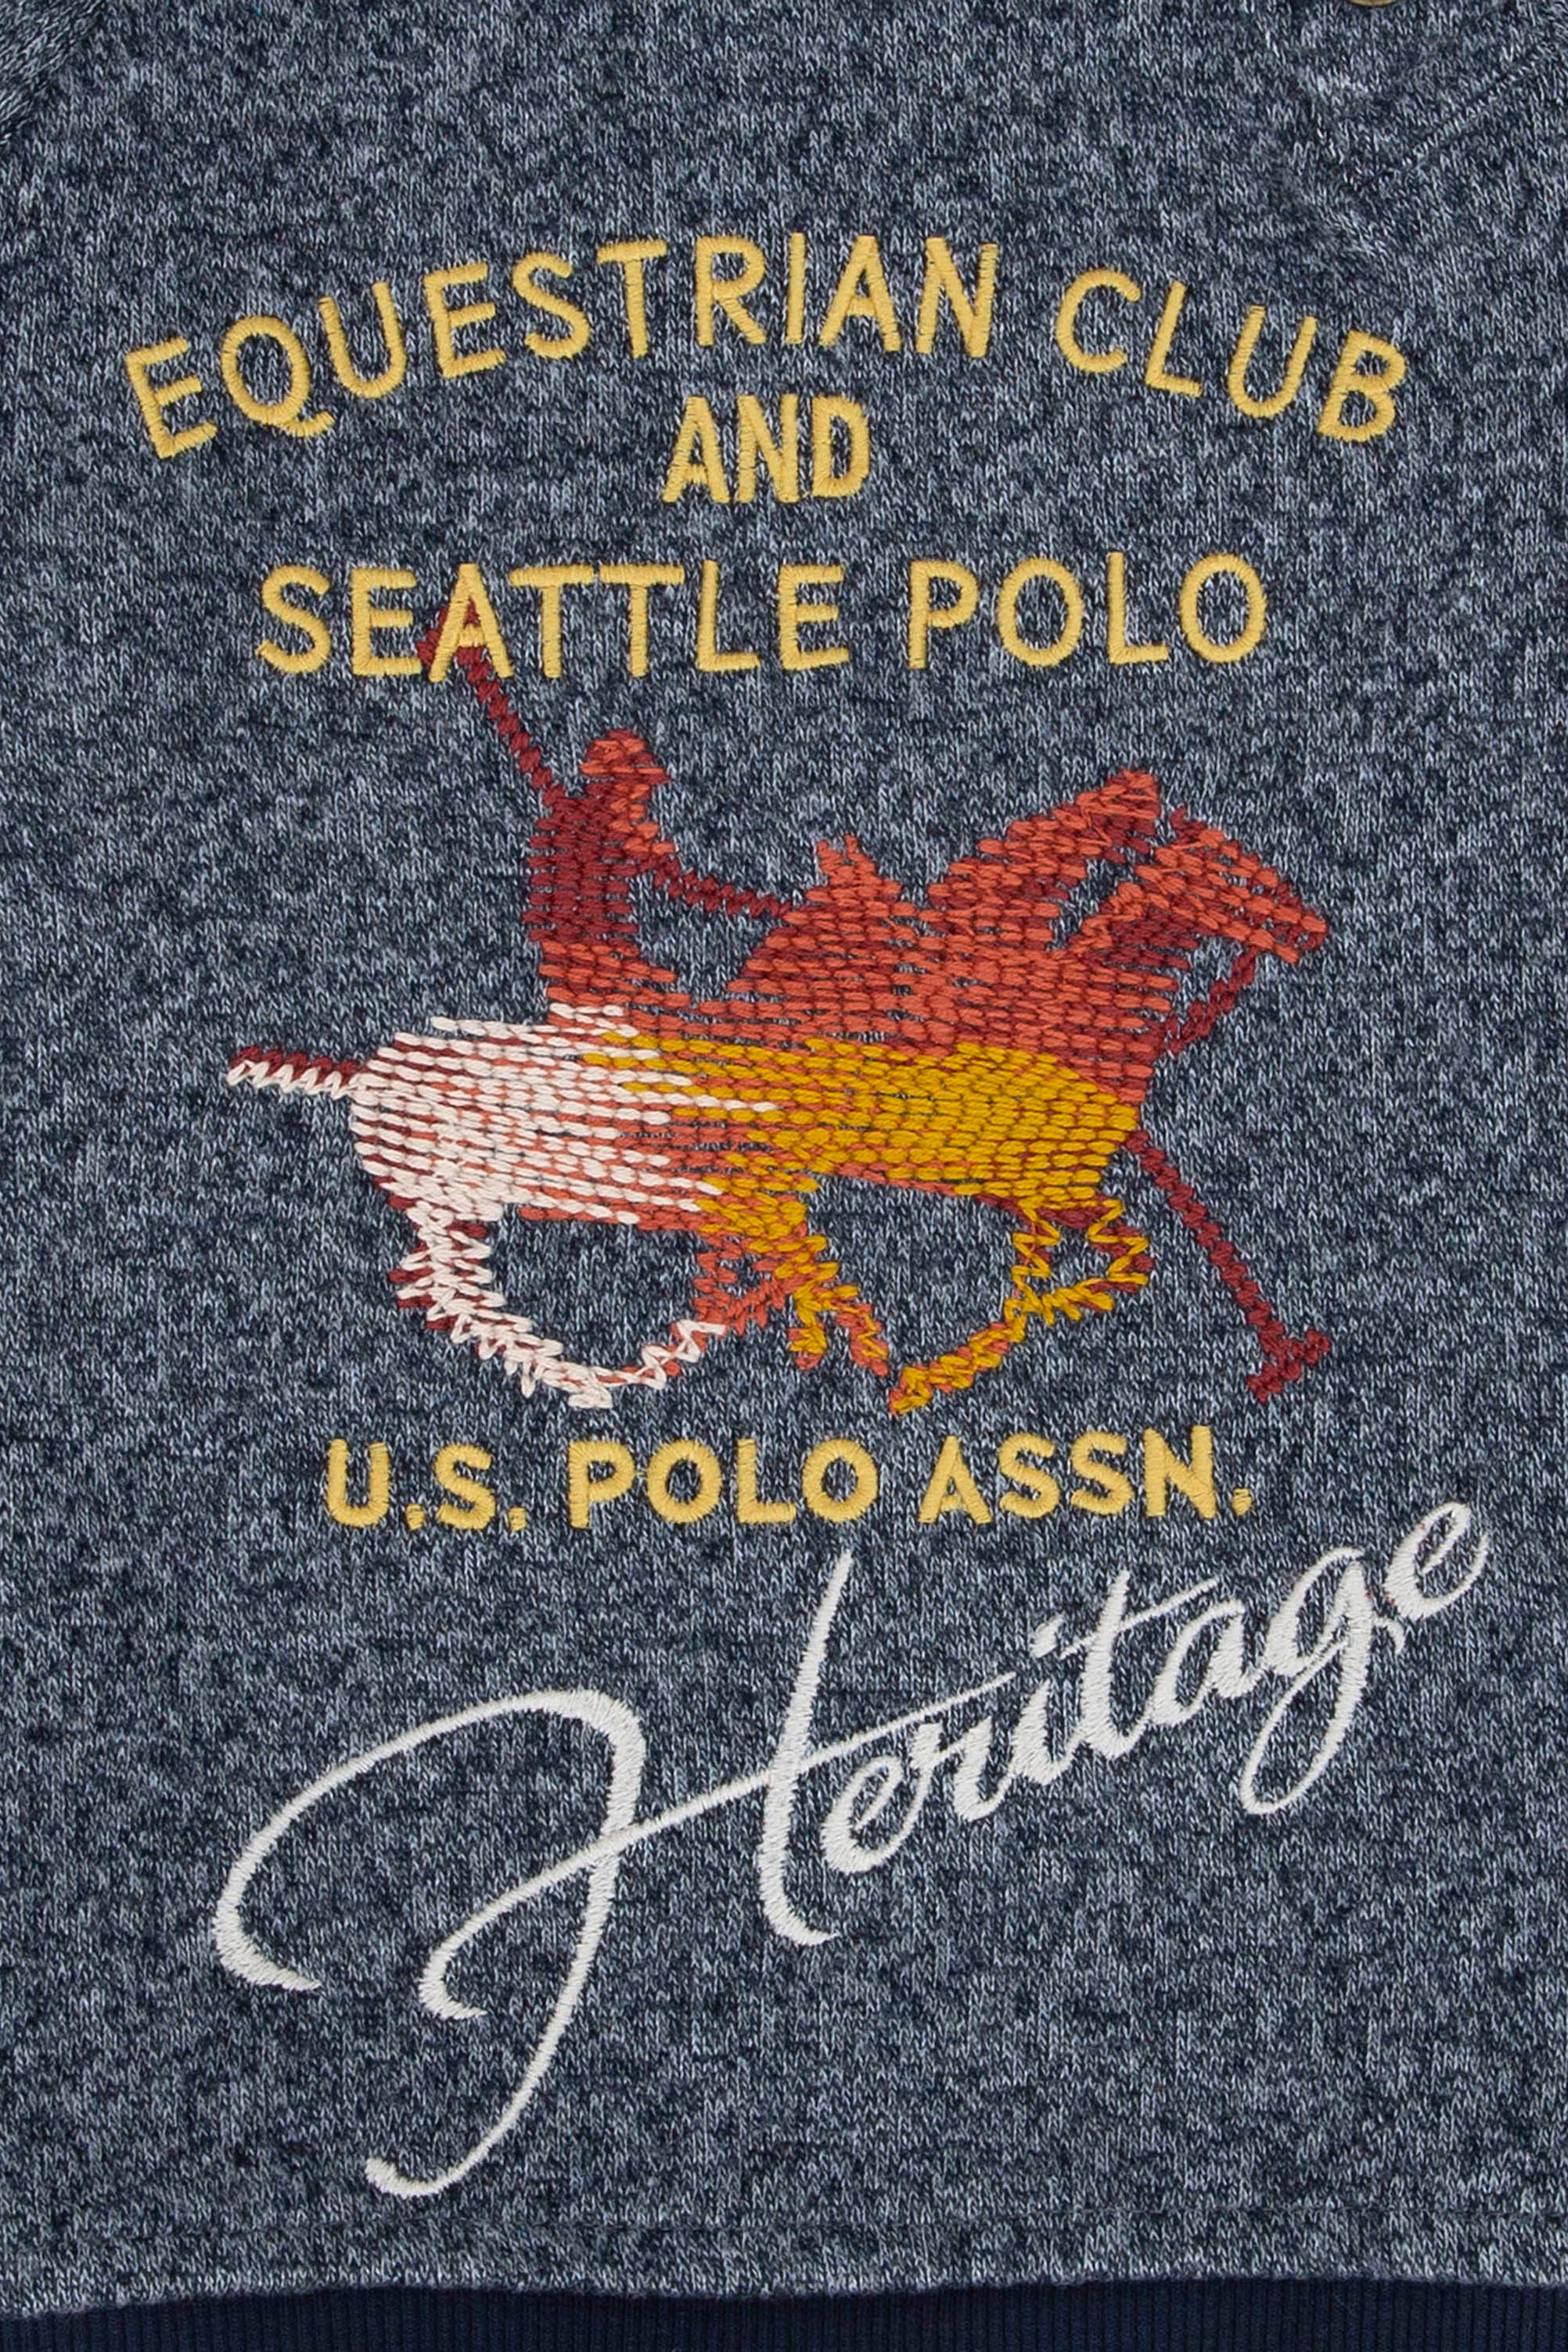 EQUESTRIAN CLUB
AND
SEATTLE POLO
U.S. POLO ASSN.
Heritage